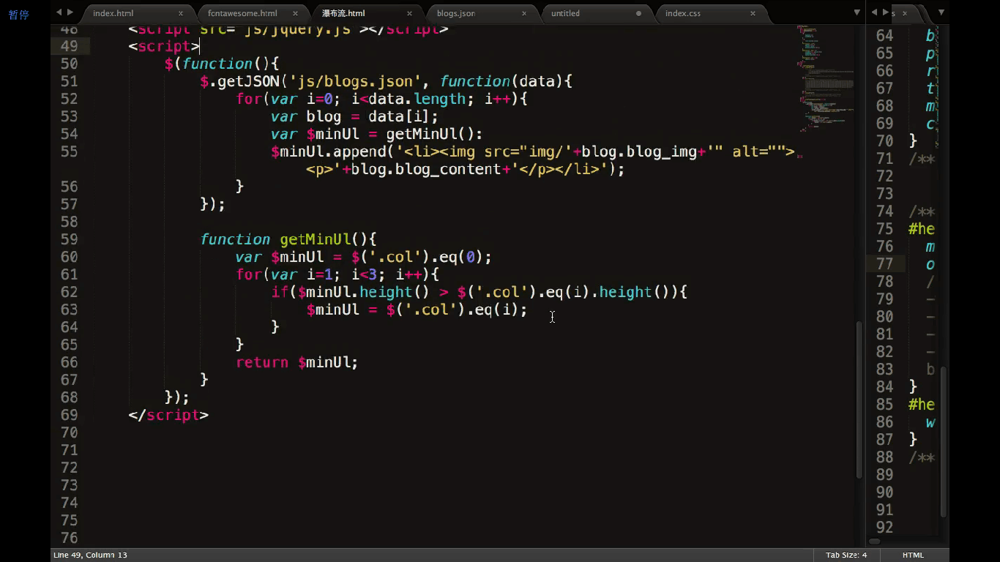 暂停
index.html × fontawesome.html × 瀑布流.html × blogs.json × untitled index.css × s ×
48 <script src="js/jquery.js"></script>
49 <script>
50 $(function(){
51 $.getJSON('js/blogs.json', function(data){
52 for(var i=0; i<data.length; i++){
53 var blog = data[i];
54 var $minUl = getMinUl():
55 $minUl.append('<li><img src="img/'+blog.blog_img+'" alt="">
<p>'+blog.blog_content+'</p></li>');
56 }
57 });
58
59 function getMinUl(){
60 var $minUl = $('.col').eq(0);
61 for(var i=1; i<3; i++){
62 if($minUl.height() > $('.col').eq(i).height()){
63 $minUl = $('.col').eq(i);
64 }
65 }
66 return $minUl;
67 }
68 });
69 </script>
70
71
72
73
74
75
76
64 b
65 p
66 r
67 t
68 m
69 c
70 }
71 /**
72
73
74 /**
75 #he
76 m
77 o
78 /
79 —
80 —
81 —
82 —
83 b
84 }
85 #he
86 w
87 }
88 /**
89
90
91
92
Line 49, Column 13 Tab Size: 4 HTML